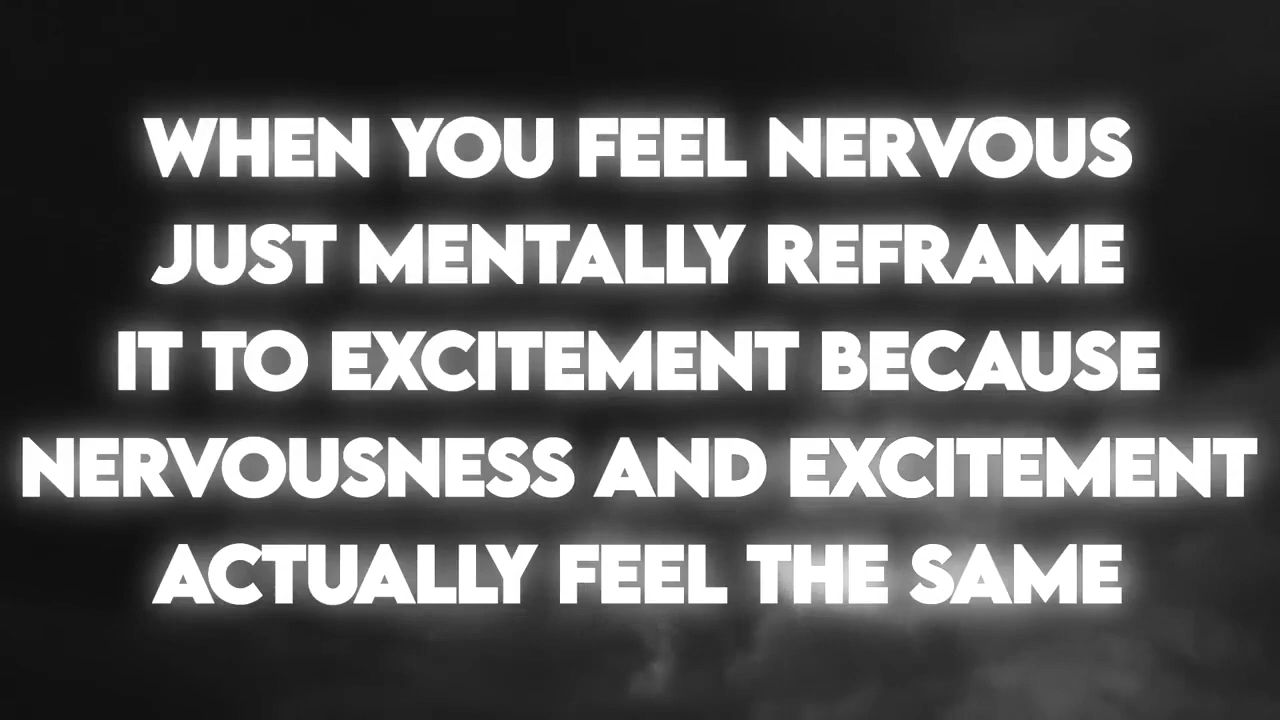 WHEN YOU FEEL NERVOUS
JUST MENTALLY REFRAME
IT TO EXCITEMENT BECAUSE
NERVOUSNESS AND EXCITEMENT
ACTUALLY FEEL THE SAME